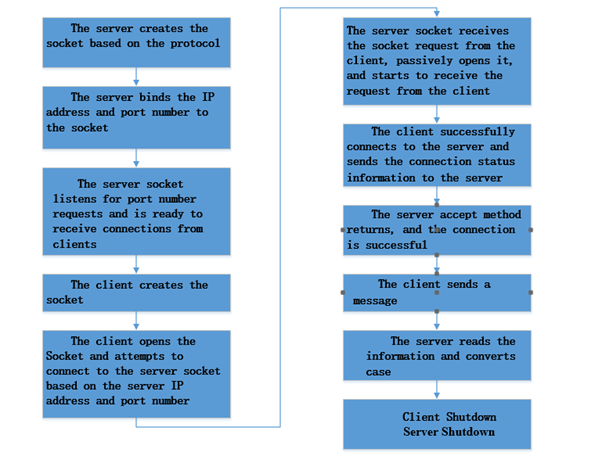 The server creates the
socket based on the protocol
The server binds the IP
address and port number to
the socket
The server socket
listens for port number
requests and is ready to
receive connections from
clients
The client creates the
socket
The client opens the
Socket and attempts to
connect to the server socket
based on the server IP
address and port number
The server socket receives
the socket request from the
client, passively opens it,
and starts to receive the
request from the client
The client successfully
connects to the server and
sends the connection status
information to the server
The server accept method
returns, and the connection
is successful
The client sends a
message
The server reads the
information and converts
case
Client Shutdown
Server Shutdown